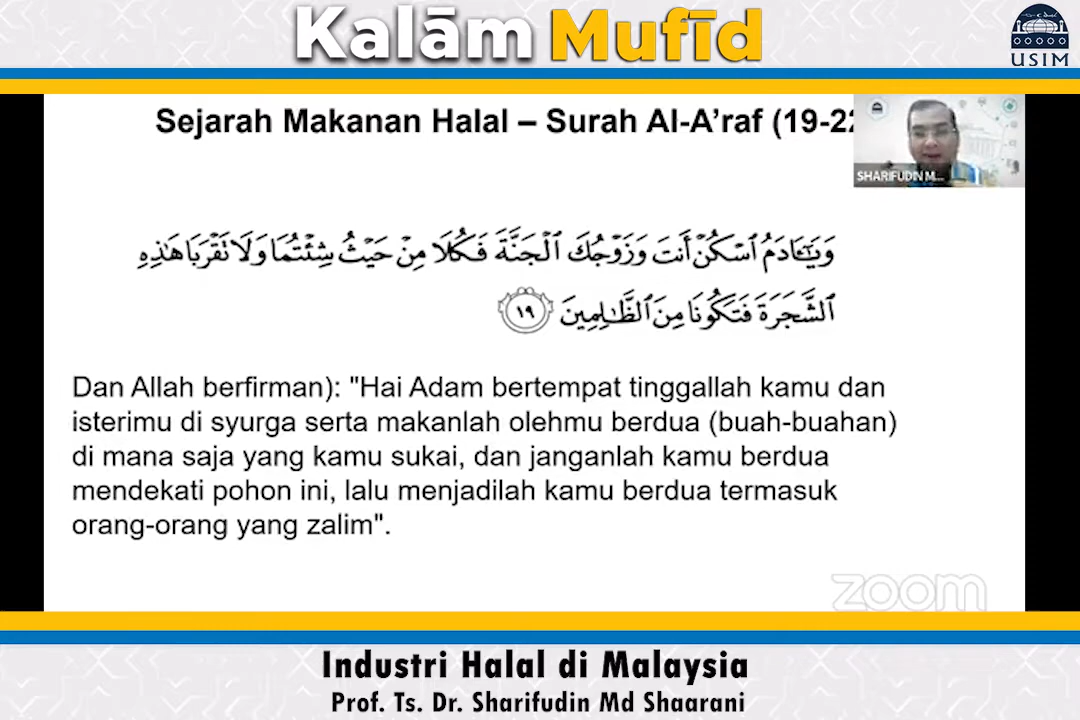 Kalām Mufīd
USIM
Sejarah Makanan Halal – Surah Al-A'raf (19-22
SHARIFUDIN M...
وَيَـٰٓـَٔادَمُ ٱسۡكُنۡ أَنتَ وَزَوۡجُكَ ٱلۡجَنَّةَ فَكُلَا مِنۡ حَيۡثُ شِئۡتُمَا وَلَا تَقۡرَبَا هَـٰذِهِ
ٱلشَّجَرَةَ فَتَكُونَا مِنَ ٱلظَّـٰلِمِينَ ١٩
Dan Allah berfirman): "Hai Adam bertempat tinggallah kamu dan
isterimu di syurga serta makanlah olehmu berdua (buah-buahan)
di mana saja yang kamu sukai, dan janganlah kamu berdua
mendekati pohon ini, lalu menjadilah kamu berdua termasuk
orang-orang yang zalim".
zoom
Industri Halal di Malaysia
Prof. Ts. Dr. Sharifudin Md Shaarani